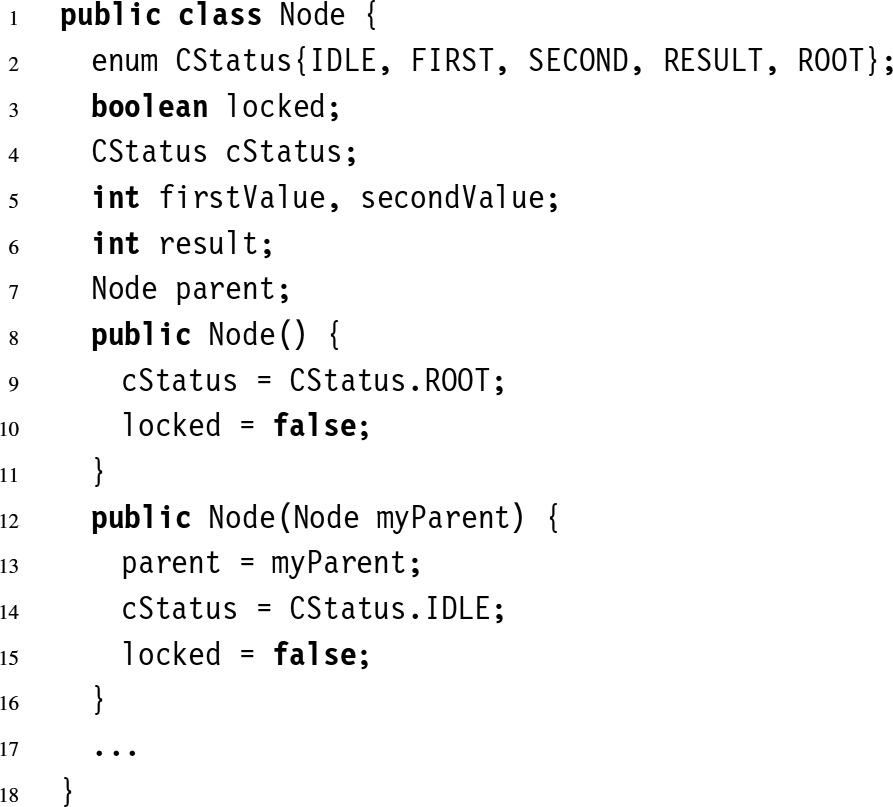 1 public class Node {
2   enum CStatus{IDLE, FIRST, SECOND, RESULT, ROOT};
3   boolean locked;
4   CStatus cStatus;
5   int firstValue, secondValue;
6   int result;
7   Node parent;
8   public Node() {
9     cStatus = CStatus.ROOT;
10     locked = false;
11   }
12   public Node(Node myParent) {
13     parent = myParent;
14     cStatus = CStatus.IDLE;
15     locked = false;
16   }
17   ...
18 }